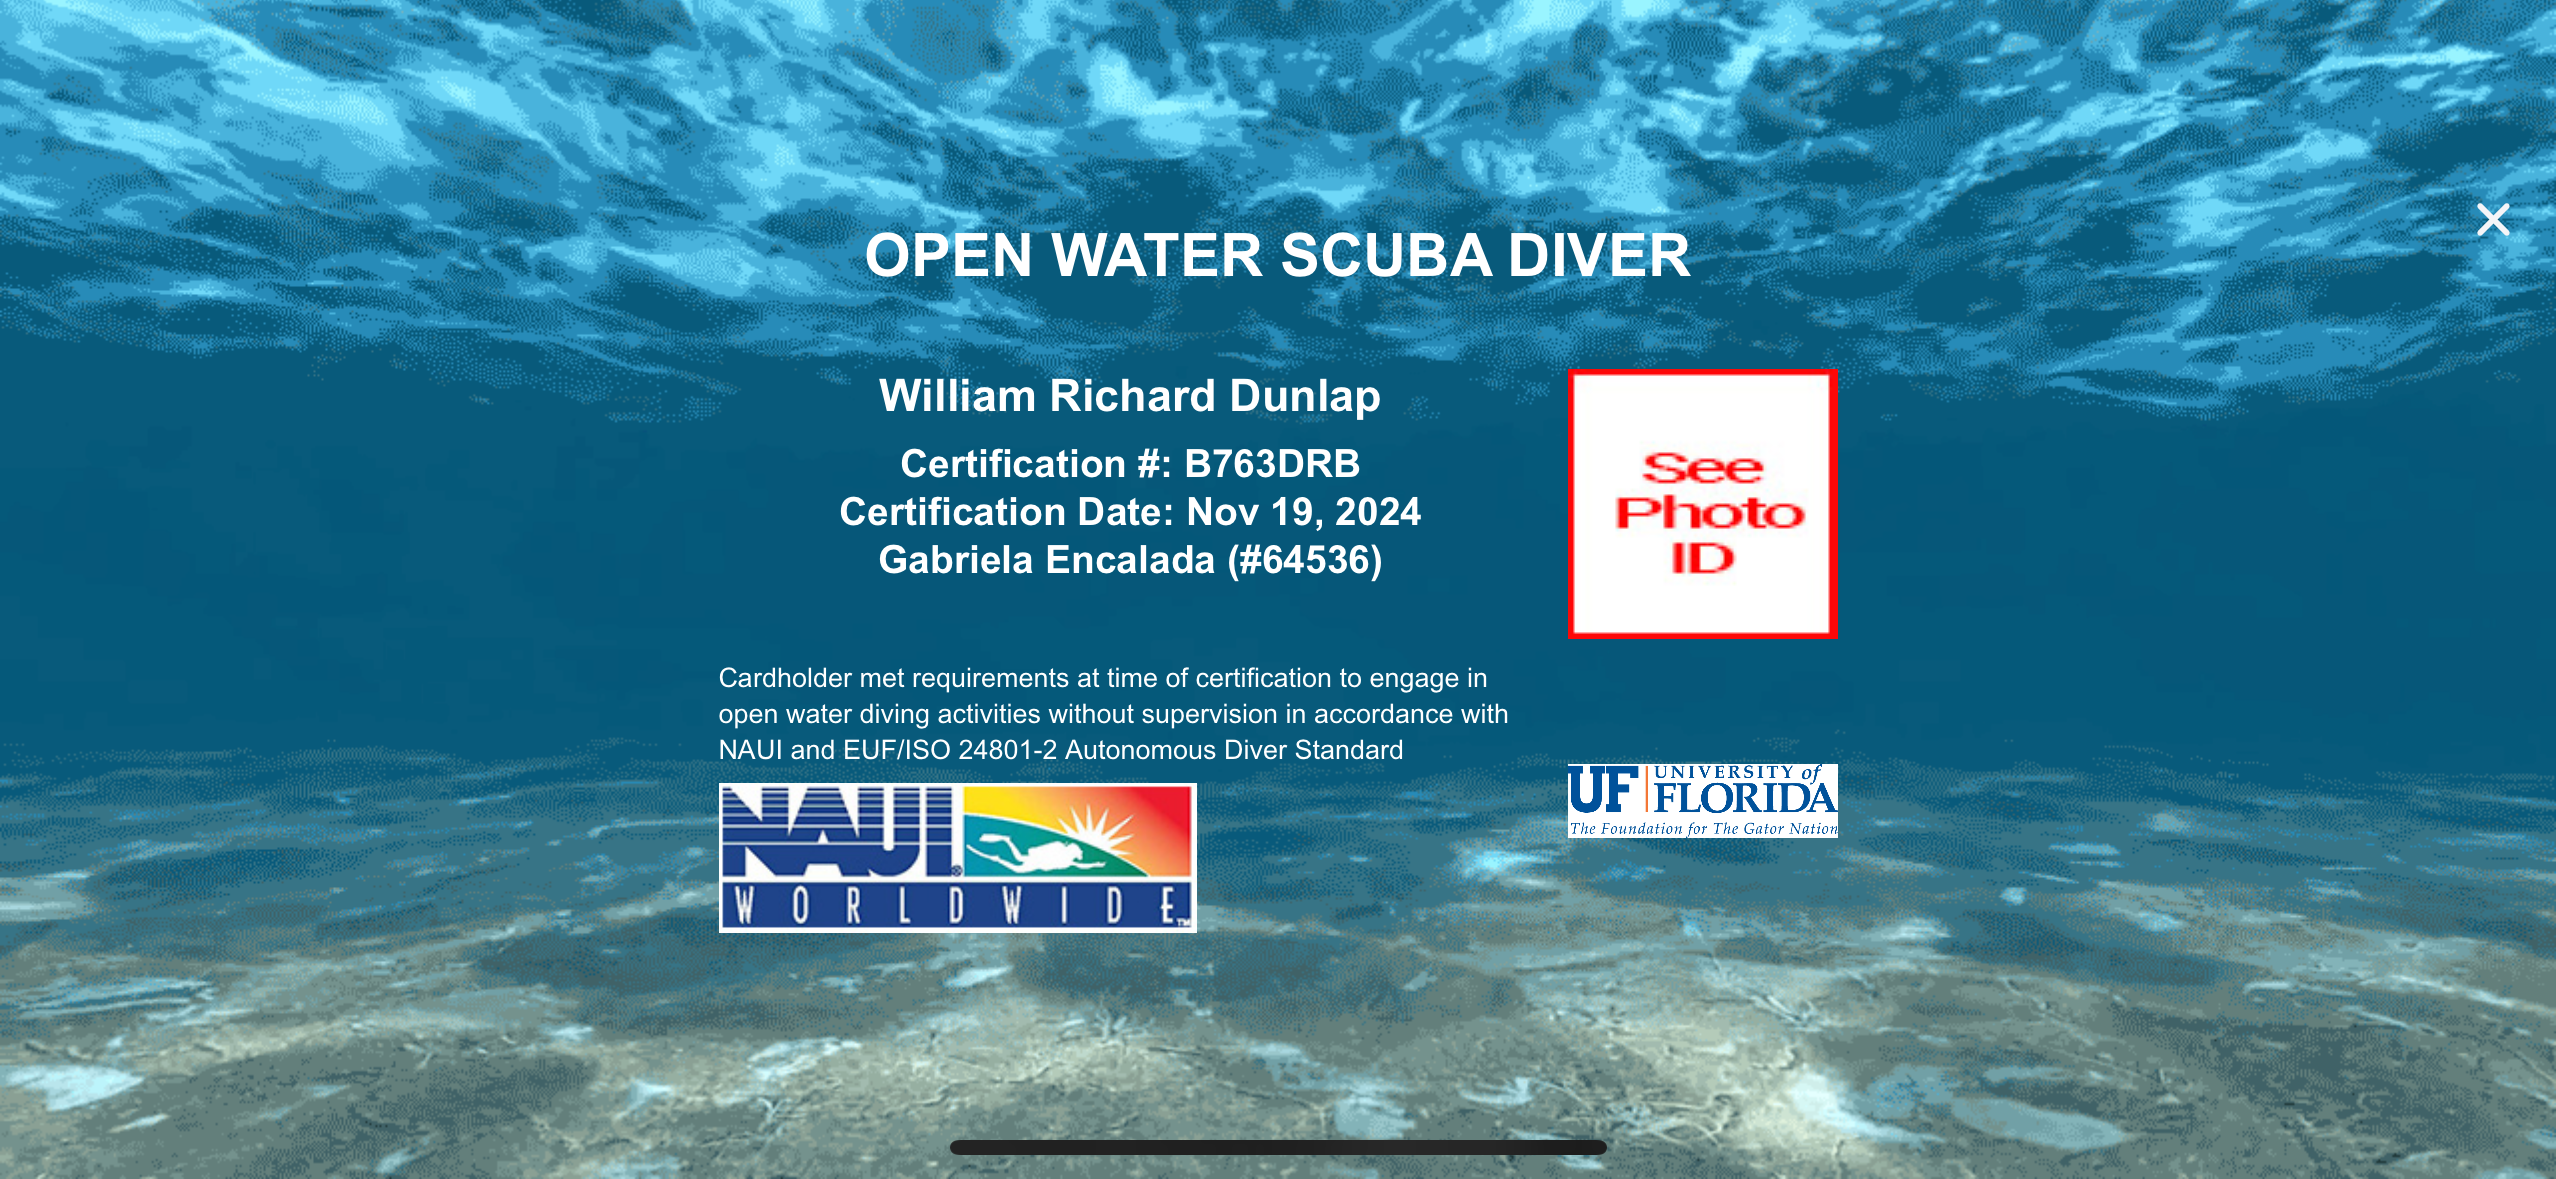 OPEN WATER SCUBA DIVER
William Richard Dunlap
Certification #: B763DRB
Certification Date: Nov 19, 2024
Gabriela Encalada (#64536)
See
Photo
ID
Cardholder met requirements at time of certification to engage in
open water diving activities without supervision in accordance with
NAUI and EUF/ISO 24801-2 Autonomous Diver Standard
NAUI®
WORLDWIDE™
UF UNIVERSITY of
FLORIDA
The Foundation for The Gator Nation